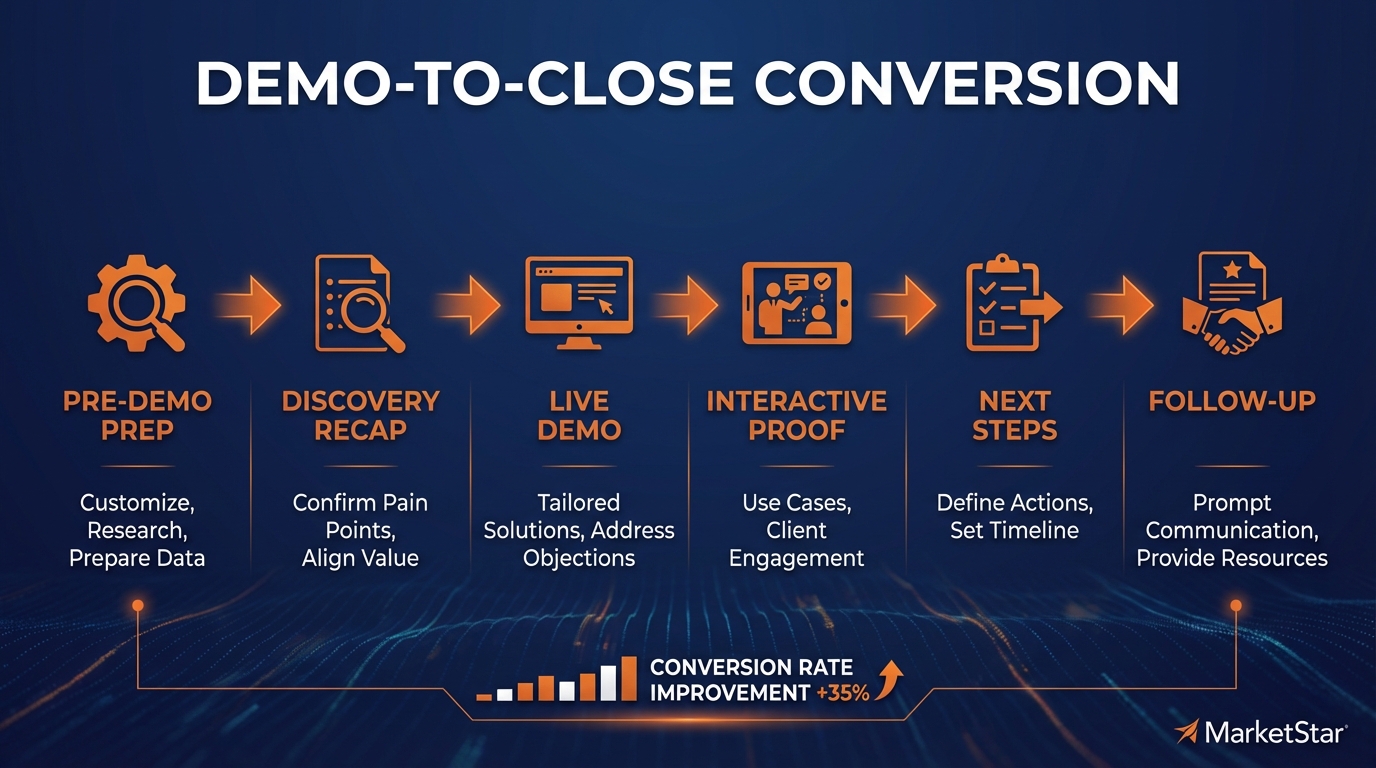 DEMO-TO-CLOSE CONVERSION
PRE-DEMO
PREP
Customize,
Research,
Prepare Data
DISCOVERY
RECAP
Confirm Pain
Points,
Align Value
LIVE
DEMO
Tailored
Solutions, Address
Objections
INTERACTIVE
PROOF
Use Cases,
Client
Engagement
NEXT
STEPS
Define Actions,
Set Timeline
FOLLOW-UP
Prompt
Communication,
Provide Resources
CONVERSION RATE
IMPROVEMENT +35%
MarketStar